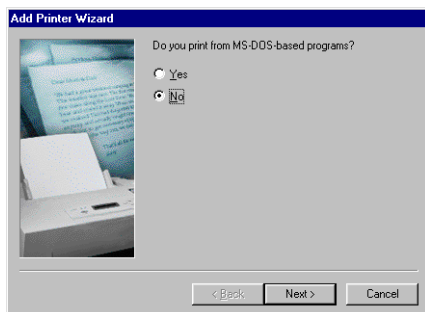 Add Printer Wizard
Do you print from MS-DOS-based programs?
Yes
No
< Back
Next >
Cancel